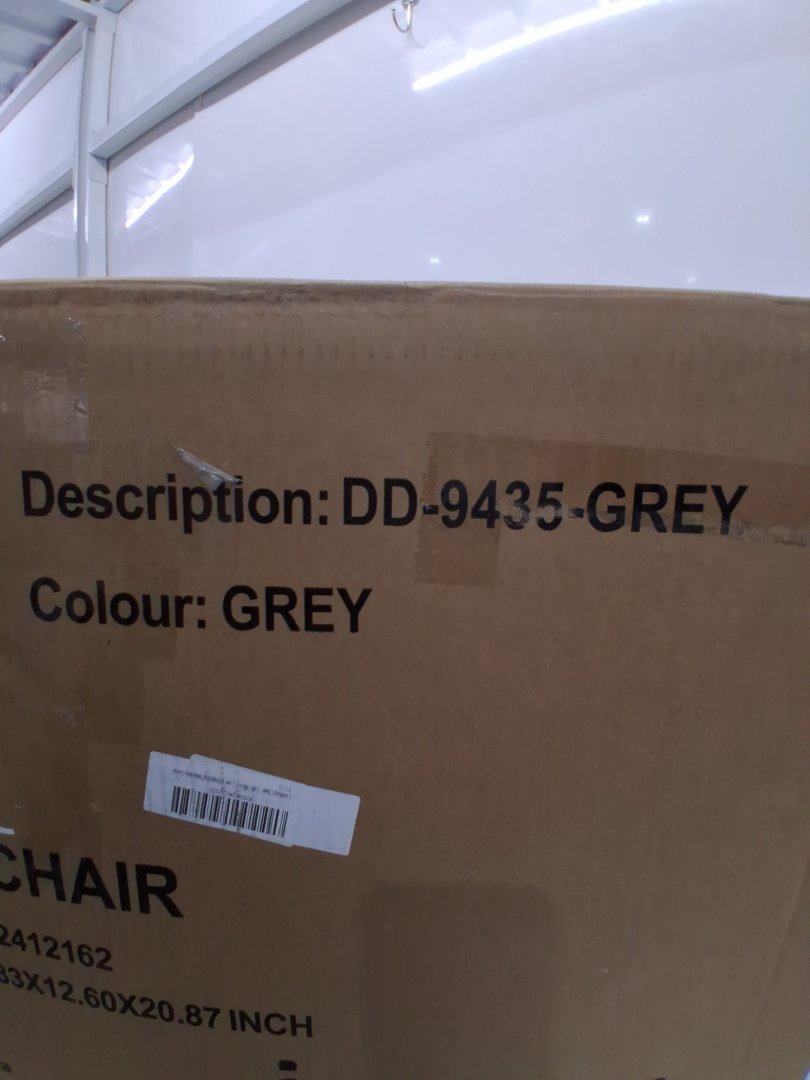 Description: DD-9435-GREY
Colour: GREY
CHAIR
2412162
33X12.60X20.87 INCH